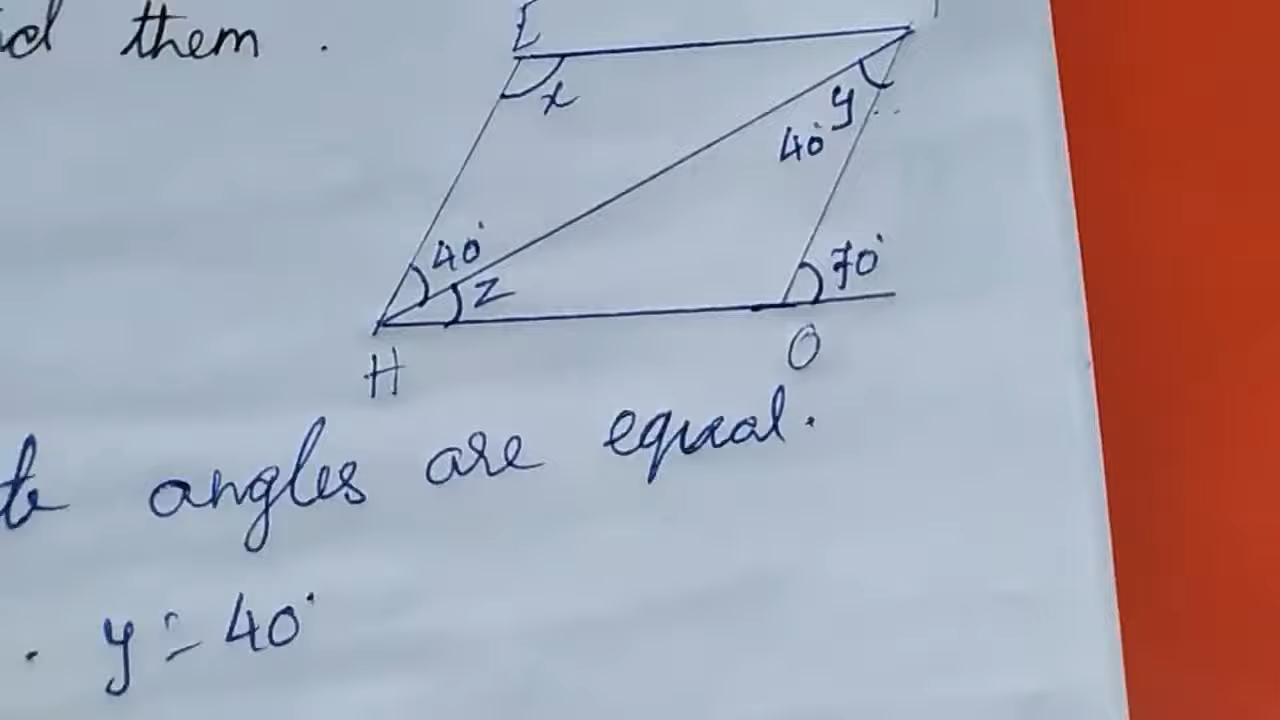 them .
E
x
y
40°
40°
z
70°
H
O
angles are equal.
. y = 40°